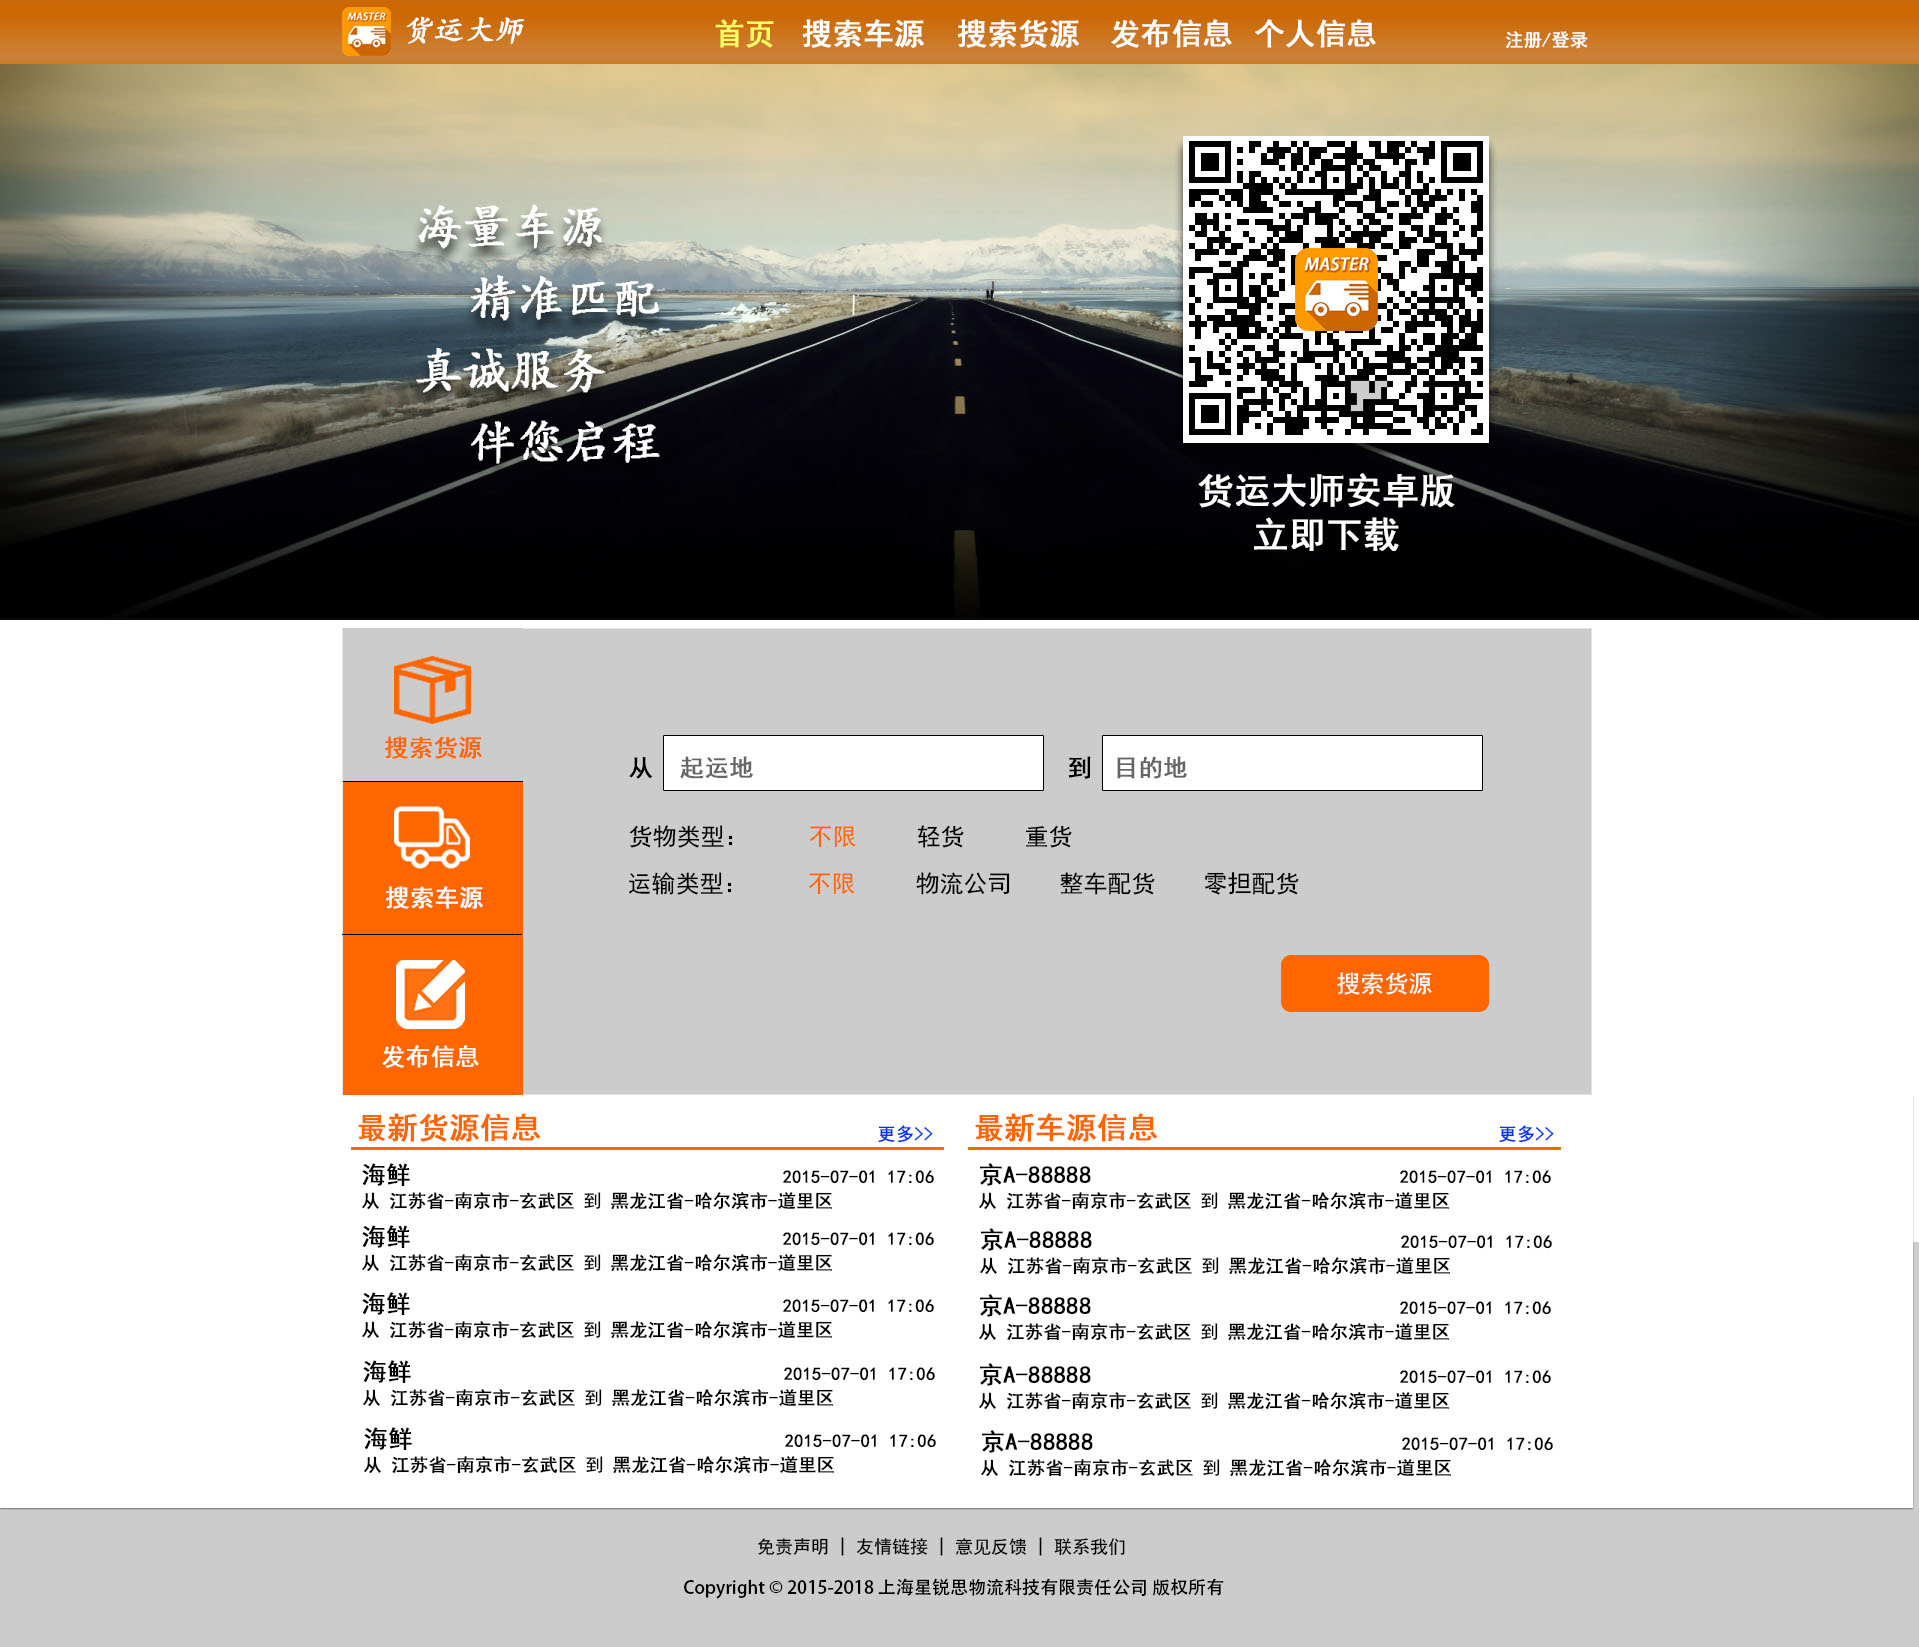 MASTER 货运大师 首页 搜索车源 搜索货源 发布信息 个人信息 注册/登录
海量车源
精准匹配
真诚服务
伴您启程
MASTER
货运大师安卓版
立即下载
搜索货源
搜索车源
发布信息
从 起运地 到 目的地
货物类型: 不限 轻货 重货
运输类型: 不限 物流公司 整车配货 零担配货
搜索货源
最新货源信息 更多>>
海鲜 2015-07-01 17:06
从 江苏省-南京市-玄武区 到 黑龙江省-哈尔滨市-道里区
海鲜 2015-07-01 17:06
从 江苏省-南京市-玄武区 到 黑龙江省-哈尔滨市-道里区
海鲜 2015-07-01 17:06
从 江苏省-南京市-玄武区 到 黑龙江省-哈尔滨市-道里区
海鲜 2015-07-01 17:06
从 江苏省-南京市-玄武区 到 黑龙江省-哈尔滨市-道里区
海鲜 2015-07-01 17:06
从 江苏省-南京市-玄武区 到 黑龙江省-哈尔滨市-道里区
最新车源信息 更多>>
京A-88888 2015-07-01 17:06
从 江苏省-南京市-玄武区 到 黑龙江省-哈尔滨市-道里区
京A-88888 2015-07-01 17:06
从 江苏省-南京市-玄武区 到 黑龙江省-哈尔滨市-道里区
京A-88888 2015-07-01 17:06
从 江苏省-南京市-玄武区 到 黑龙江省-哈尔滨市-道里区
京A-88888 2015-07-01 17:06
从 江苏省-南京市-玄武区 到 黑龙江省-哈尔滨市-道里区
京A-88888 2015-07-01 17:06
从 江苏省-南京市-玄武区 到 黑龙江省-哈尔滨市-道里区
免责声明 | 友情链接 | 意见反馈 | 联系我们
Copyright © 2015-2018 上海星锐思物流科技有限责任公司 版权所有